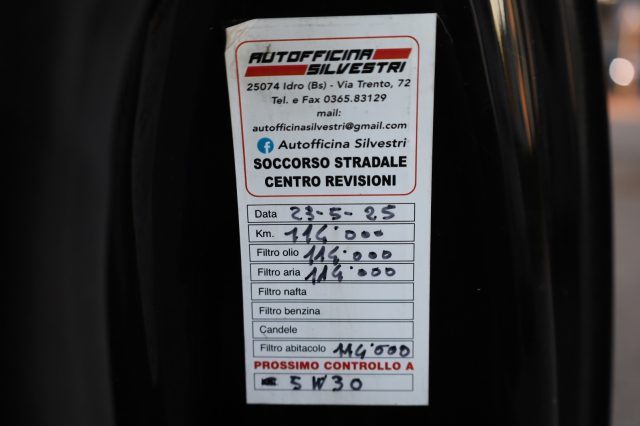 AUTOFFICINA
SILVESTRI
25074 Idro (Bs) - Via Trento, 72
Tel. e Fax 0365.83129
mail:
autofficinasilvestri@gmail.com
f Autofficina Silvestri
SOCCORSO STRADALE
CENTRO REVISIONI
Data 23-5-25
Km. 114'000
Filtro olio 114'000
Filtro aria 114'000
Filtro nafta
Filtro benzina
Candele
Filtro abitacolo 114'000
PROSSIMO CONTROLLO A
5W30